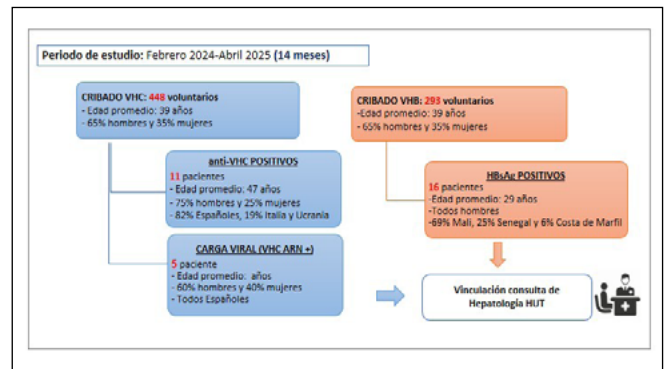 Periodo de estudio: Febrero 2024-Abril 2025 (14 meses)
CRIBADO VHC: 448 voluntarios
- Edad promedio: 39 años
- 65% hombres y 35% mujeres
CRIBADO VHB: 293 voluntarios
-Edad promedio: 39 años
- 65% hombres y 35% mujeres
anti-VHC POSITIVOS
11 pacientes
- Edad promedio: 47 años
- 75% hombres y 25% mujeres
- 82% Españoles, 19% Italia y Ucrania
HBsAg POSITIVOS
16 pacientes
-Edad promedio: 29 años
-Todos hombres
-69% Mali, 25% Senegal y 6% Costa de Marfil
CARGA VIRAL (VHC ARN +)
5 paciente
- Edad promedio: años
- 60% hombres y 40% mujeres
- Todos Españoles
Vinculación consulta de
Hepatología HUT